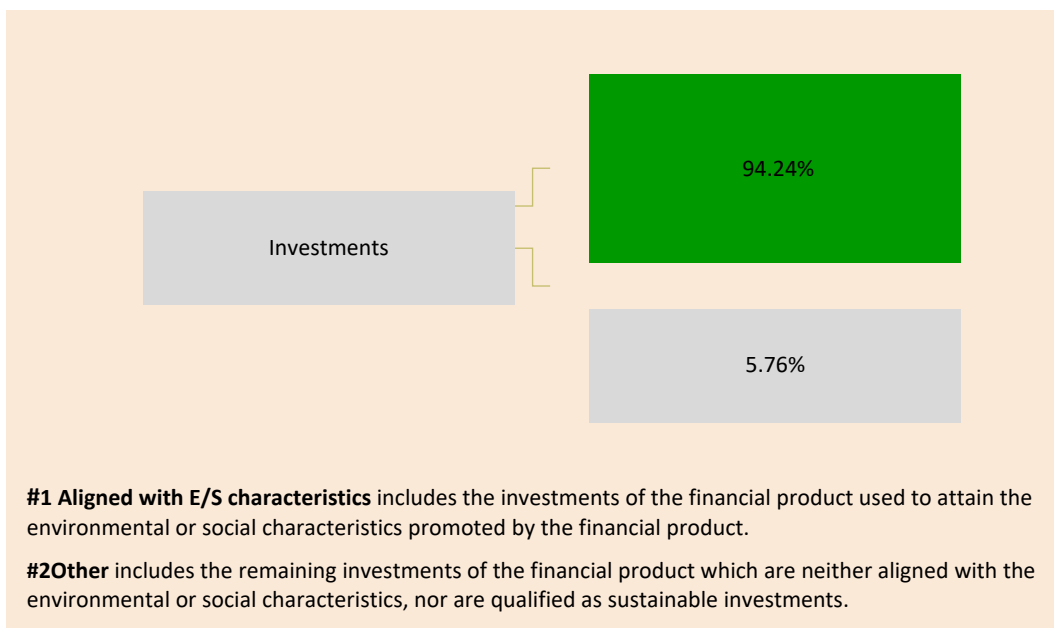 94.24%
Investments
5.76%
#1 Aligned with E/S characteristics includes the investments of the financial product used to attain the
environmental or social characteristics promoted by the financial product.
#2Other includes the remaining investments of the financial product which are neither aligned with the
environmental or social characteristics, nor are qualified as sustainable investments.